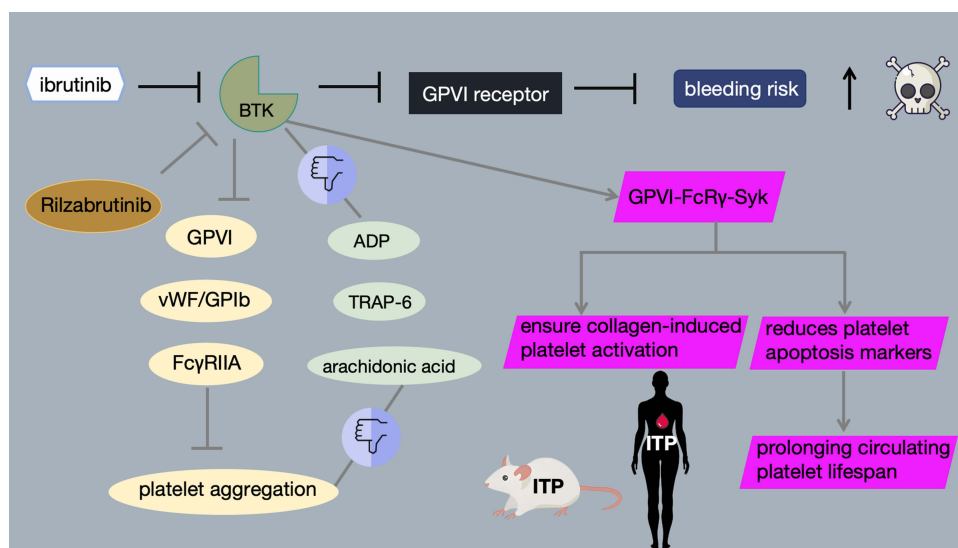 ibrutinib
BTK
GPVI receptor
bleeding risk
Rilzabrutinib
GPVI
vWF/GPIb
FcγRIIA
platelet aggregation
ADP
TRAP-6
arachidonic acid
GPVI-FcRγ-Syk
ensure collagen-induced
platelet activation
reduces platelet
apoptosis markers
prolonging circulating
platelet lifespan
ITP
ITP